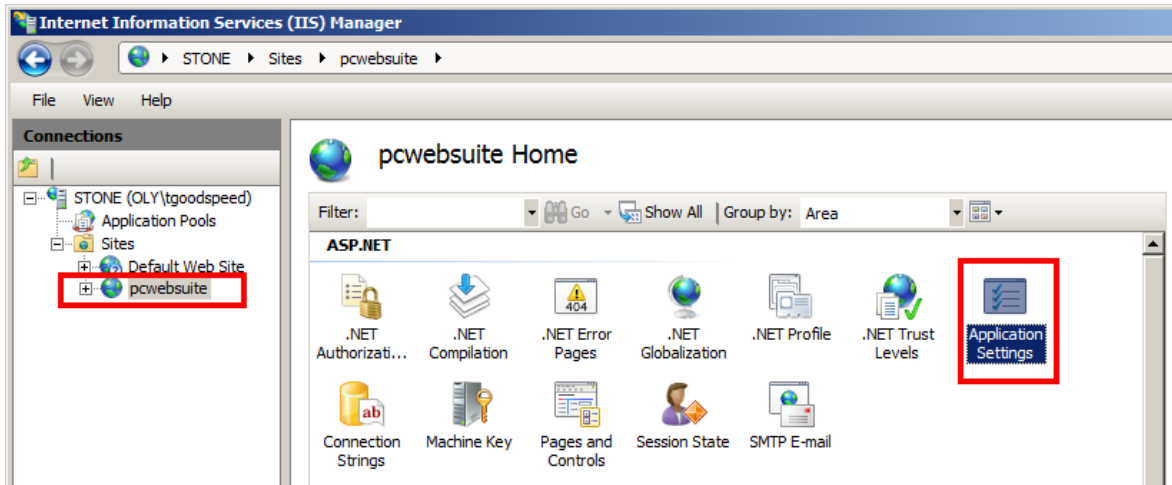 Internet Information Services (IIS) Manager
STONE Sites pcwebsuite
File View Help
Connections
STONE (OLY\tgoodspeed)
Application Pools
Sites
Default Web Site
pcwebsuite
pcwebsuite Home
Filter: Go Show All Group by: Area
ASP.NET
.NET Authorizati...
.NET Compilation
404
.NET Error Pages
.NET Globalization
.NET Profile
.NET Trust Levels
Application Settings
ab
Connection Strings
Machine Key
Pages and Controls
Session State
SMTP E-mail